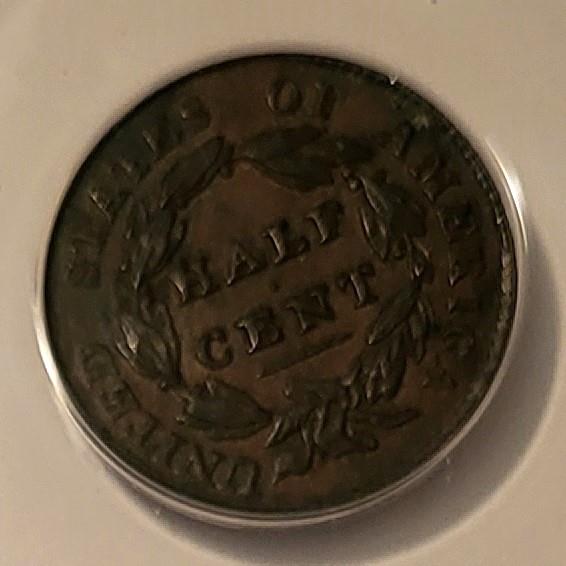 UNITED STATES OF AMERICA
HALF
CENT